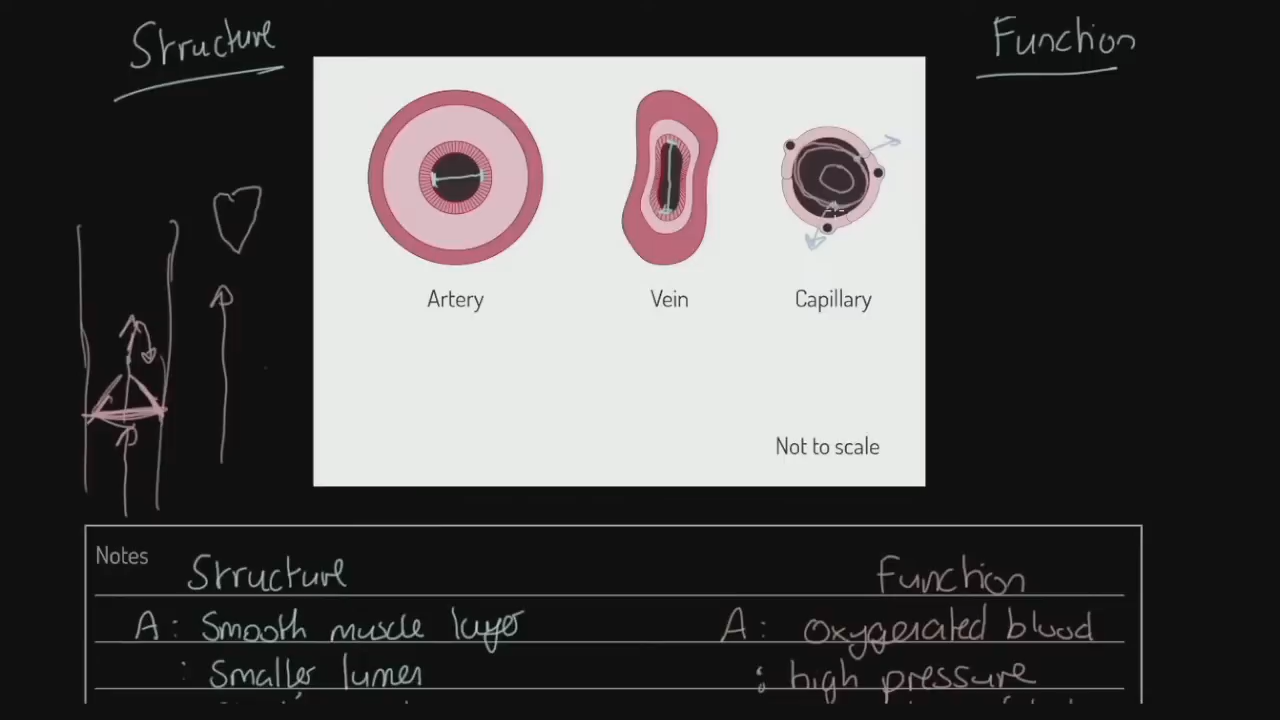 Structure
Function
Artery
Vein
Capillary
Not to scale
Notes
Structure
Function
A: Smooth muscle layer
A: oxygenated blood
: Smaller lumen
: high pressure